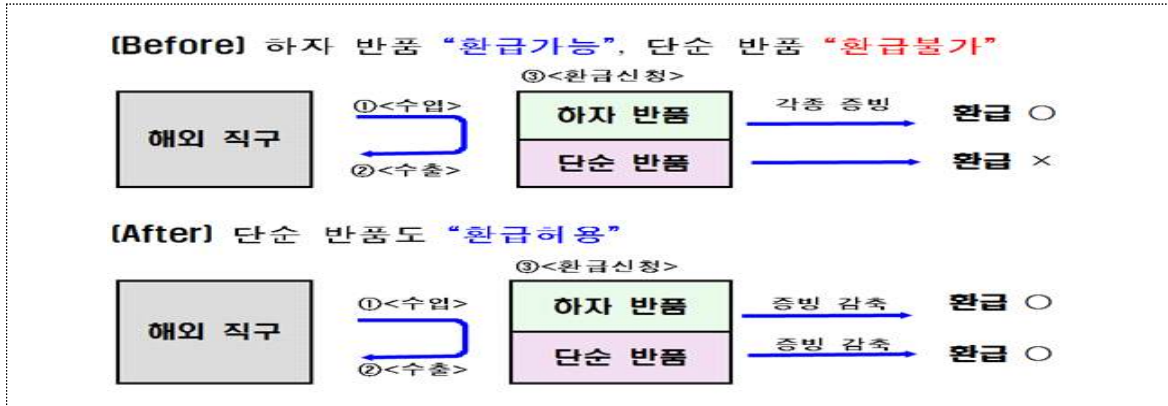 (Before) 하자 반품 “환급가능”, 단순 반품 “환급불가”
③<환급신청>
해외 직구
①<수입>
②<수출>
하자 반품
각종 증빙
환급 ○
단순 반품
환급 ×
(After) 단순 반품도 “환급허용”
③<환급신청>
해외 직구
①<수입>
②<수출>
하자 반품
증빙 감축
환급 ○
단순 반품
증빙 감축
환급 ○